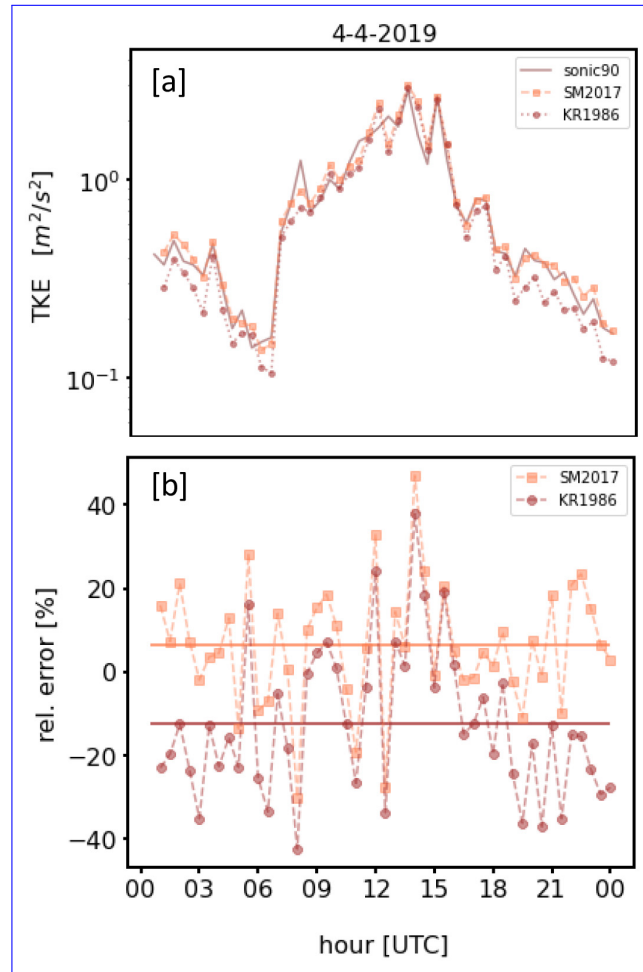 4-4-2019
[a]
sonic90
SM2017
KR1986
10⁰
10⁻¹
TKE [m²/s²]
[b]
SM2017
KR1986
40
20
0
−20
−40
rel. error [%]
00 03 06 09 12 15 18 21 00
hour [UTC]